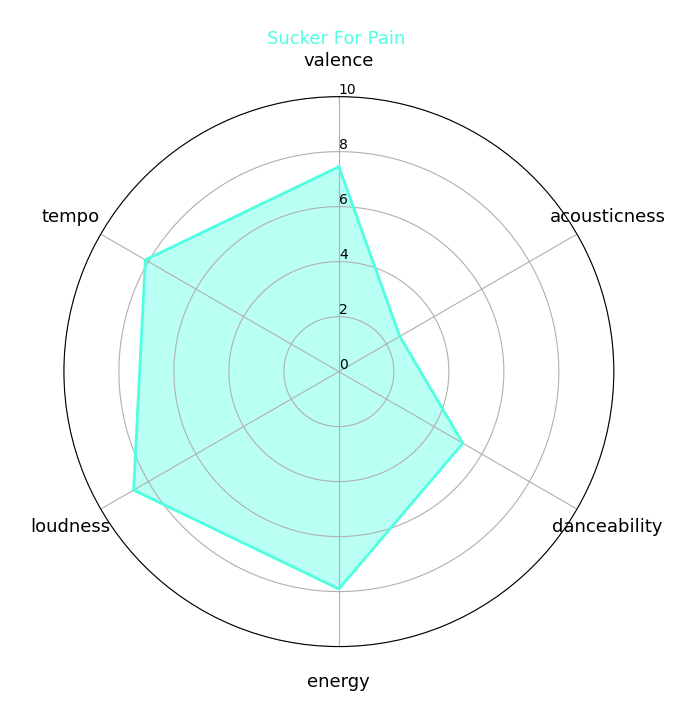 Sucker For Pain
valence
10
8
tempo
6
acousticness
4
2
0
loudness
danceability
energy